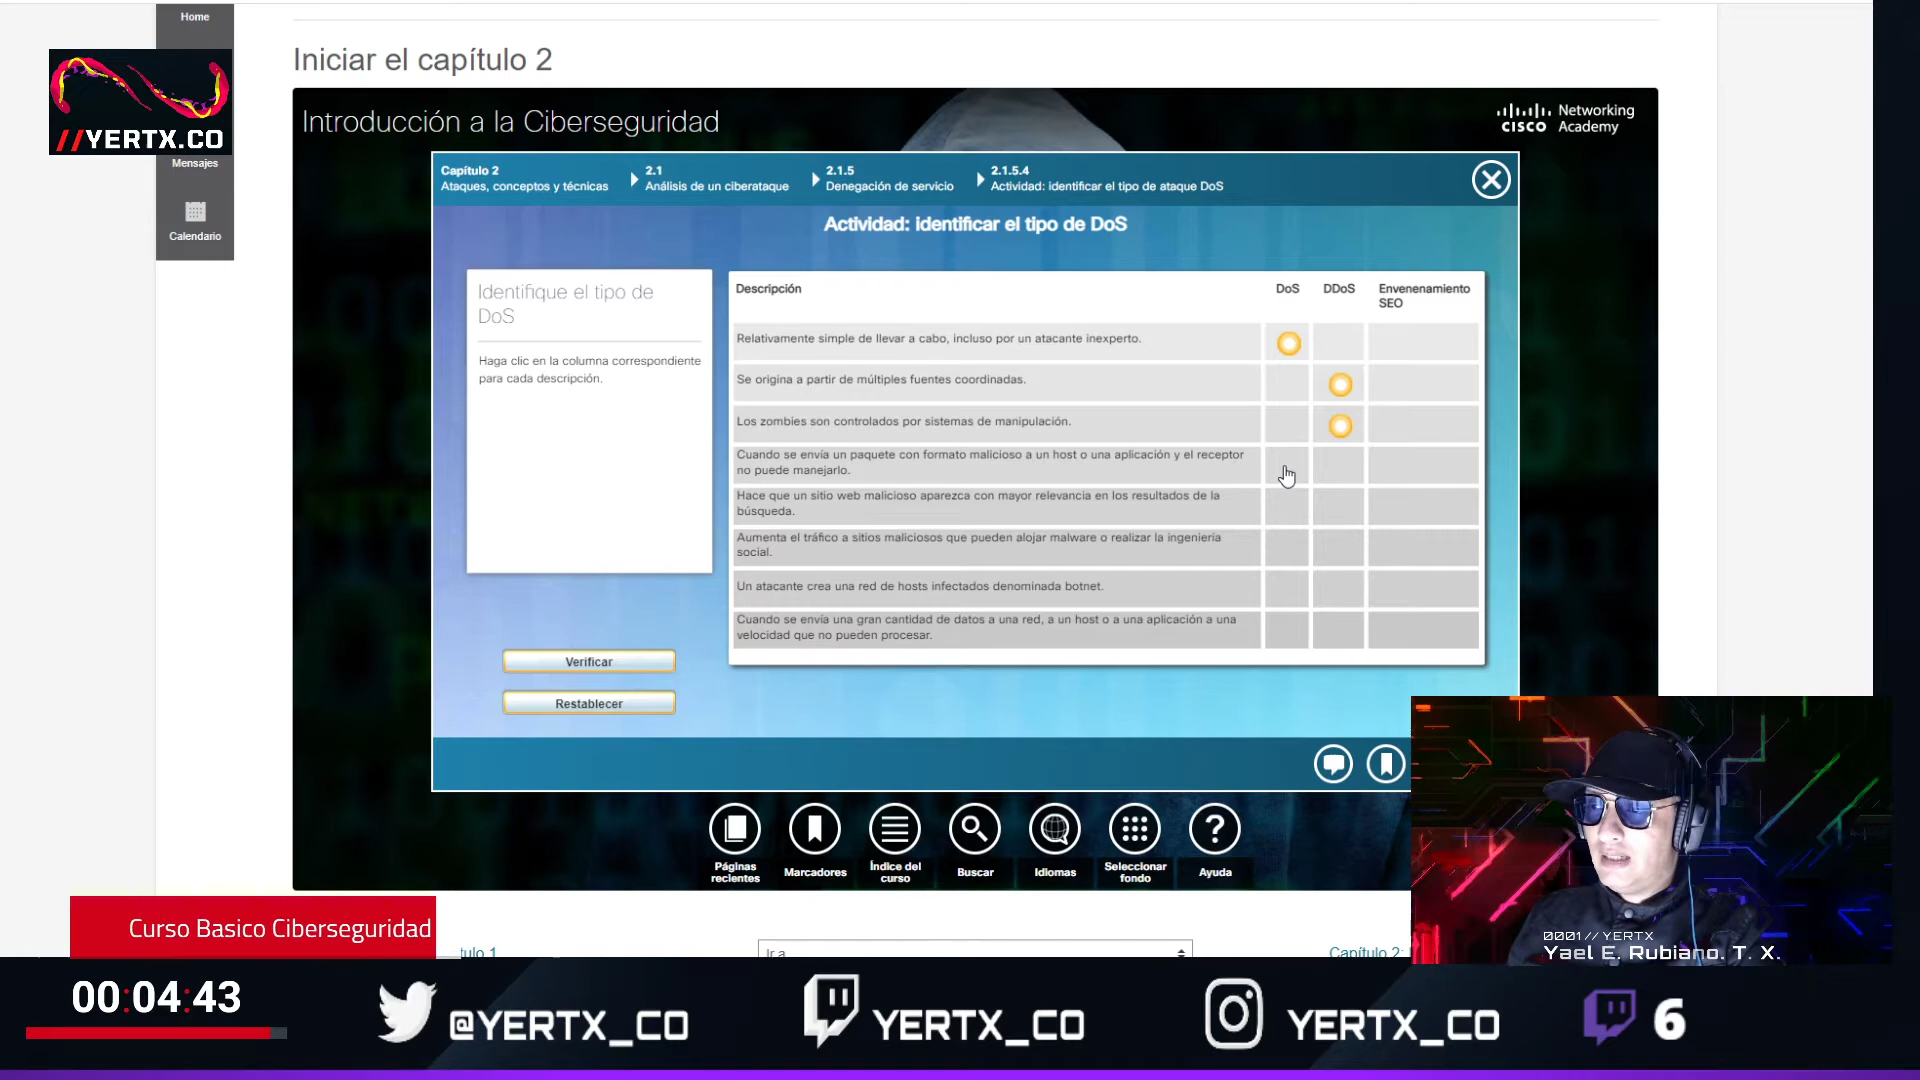 Home
Iniciar el capítulo 2
//YERTX.CO
Mensajes
Calendario
Introducción a la Ciberseguridad
Networking
CISCO Academy
Capítulo 2
Ataques, conceptos y técnicas
2.1
Análisis de un ciberataque
2.1.5
Denegación de servicio
2.1.5.4
Actividad: identificar el tipo de ataque DoS
Actividad: identificar el tipo de DoS
Identifique el tipo de
DoS
Haga clic en la columna correspondiente
para cada descripción.
Verificar
Restablecer
Descripción
DoS
DDoS
Envenenamiento
SEO
Relativamente simple de llevar a cabo, incluso por un atacante inexperto.
Se origina a partir de múltiples fuentes coordinadas.
Los zombies son controlados por sistemas de manipulación.
Cuando se envía un paquete con formato malicioso a un host o una aplicación y el receptor
no puede manejarlo.
Hace que un sitio web malicioso aparezca con mayor relevancia en los resultados de la
búsqueda.
Aumenta el tráfico a sitios maliciosos que pueden alojar malware o realizar la ingeniería
social.
Un atacante crea una red de hosts infectados denominada botnet.
Cuando se envía una gran cantidad de datos a una red, a un host o a una aplicación a una
velocidad que no pueden procesar.
Páginas
recientes
Marcadores
Índice del
curso
Buscar
Idiomas
Seleccionar
fondo
Ayuda
Curso Basico Ciberseguridad
Ir a
Capítulo 2:
0001 // YERTX
Yael E. Rubiano. T. X.
00:04:43
@YERTX_CO
YERTX_CO
YERTX_CO
6